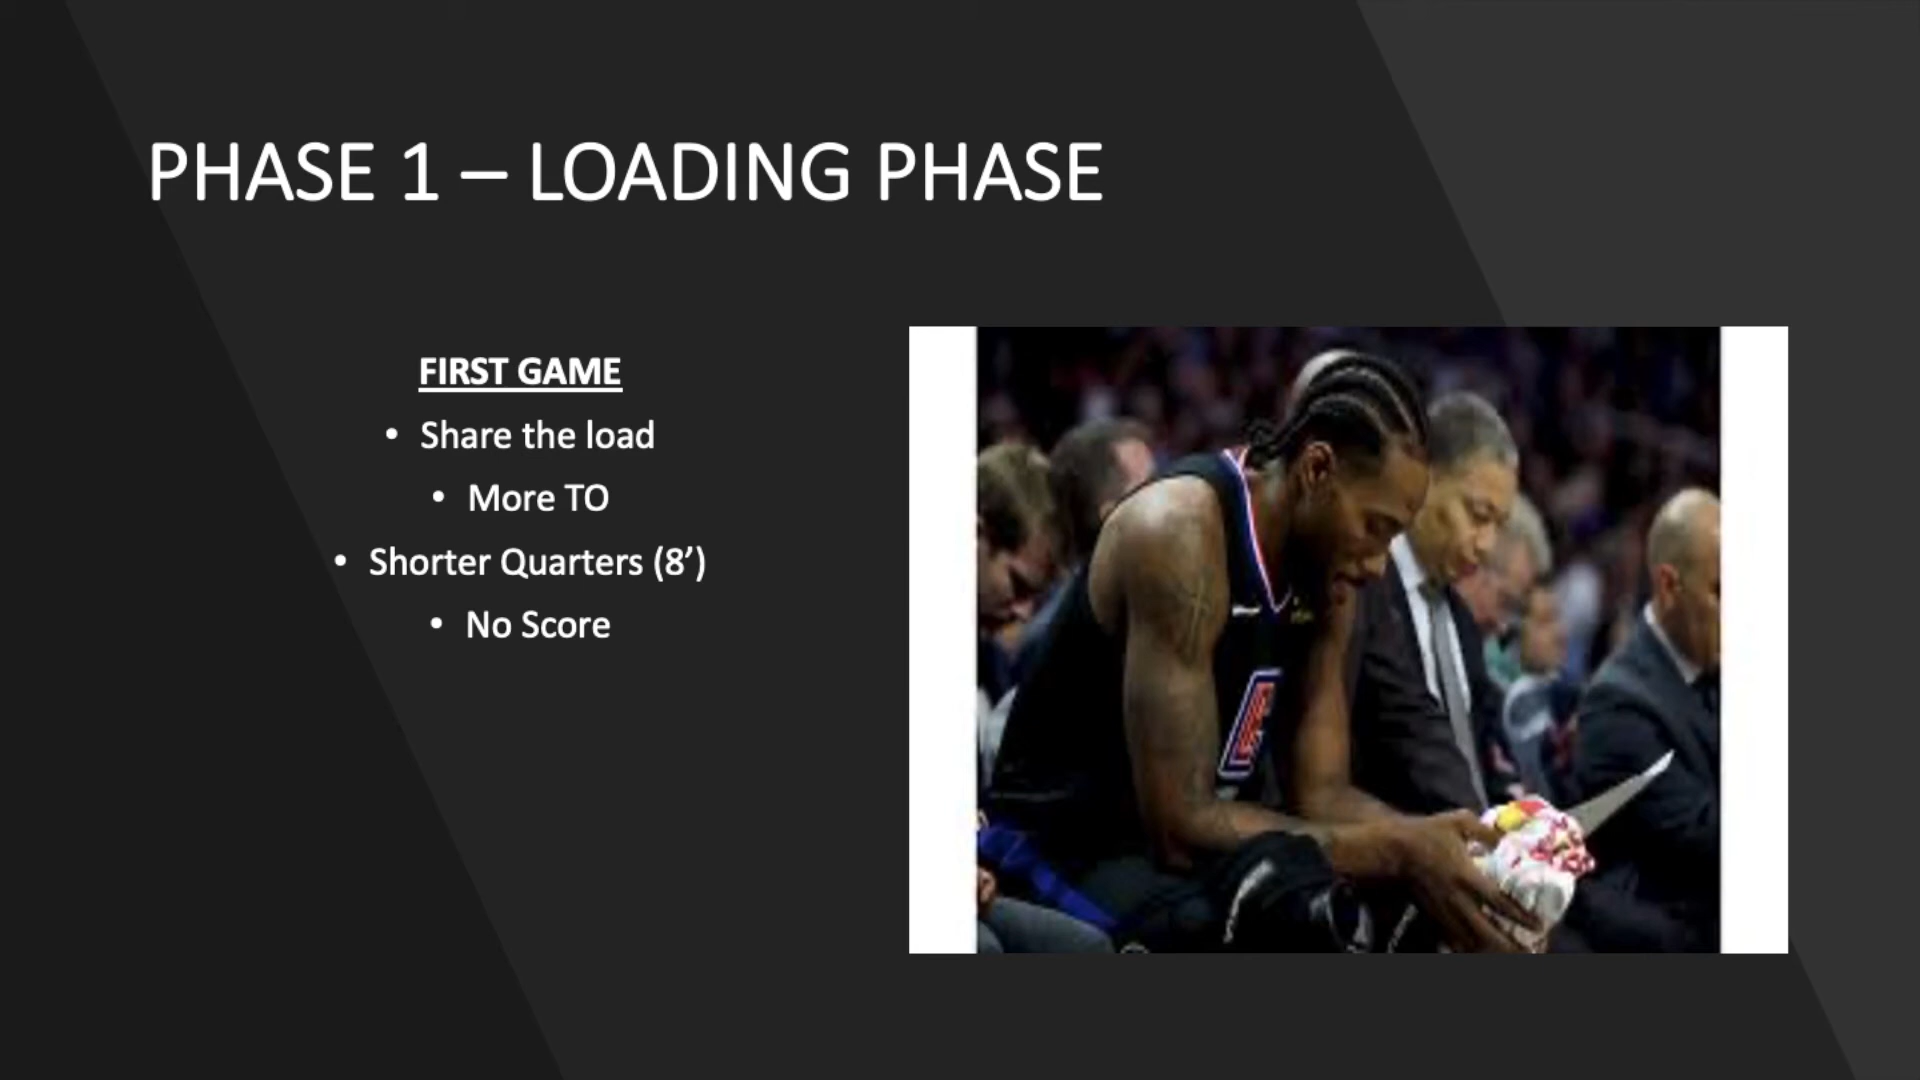 PHASE 1 – LOADING PHASE
FIRST GAME
• Share the load
• More TO
• Shorter Quarters (8’)
• No Score